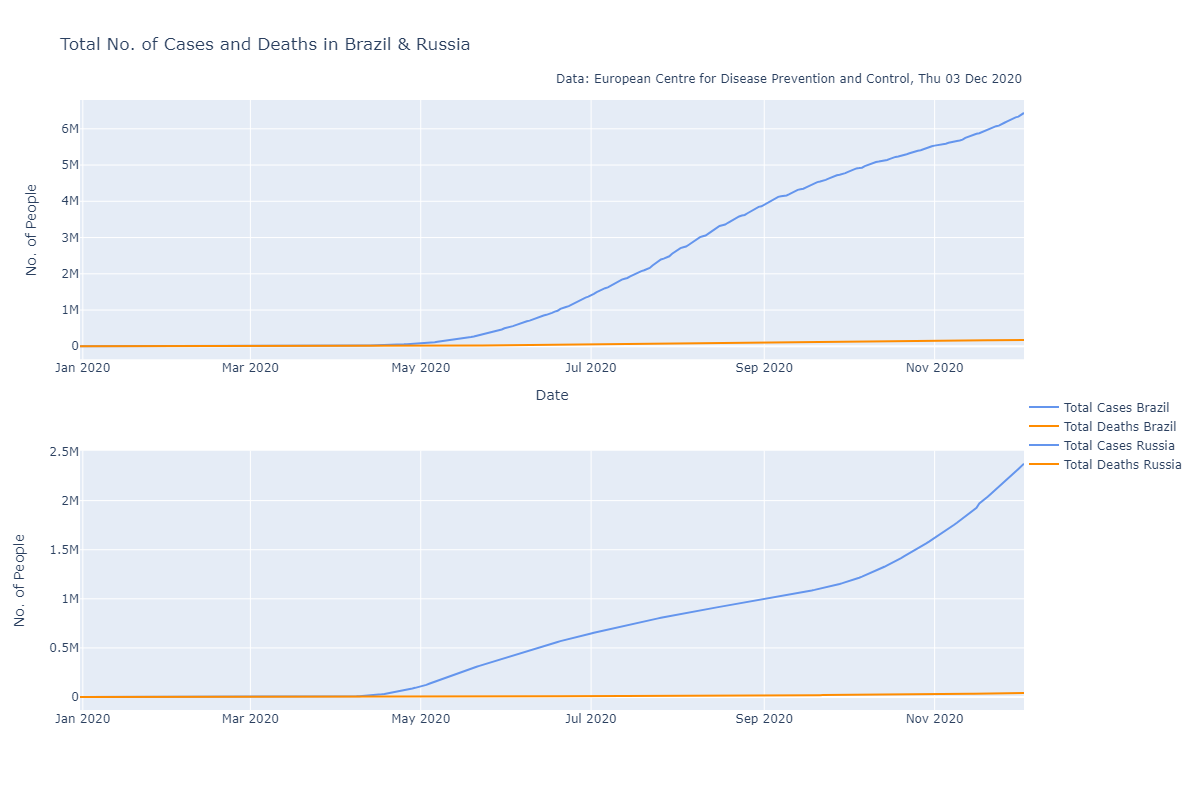 Total No. of Cases and Deaths in Brazil & Russia
Data: European Centre for Disease Prevention and Control, Thu 03 Dec 2020
No. of People
6M
5M
4M
3M
2M
1M
0
Jan 2020 Mar 2020 May 2020 Jul 2020 Sep 2020 Nov 2020
Date
Total Cases Brazil
Total Deaths Brazil
Total Cases Russia
Total Deaths Russia
No. of People
2.5M
2M
1.5M
1M
0.5M
0
Jan 2020 Mar 2020 May 2020 Jul 2020 Sep 2020 Nov 2020